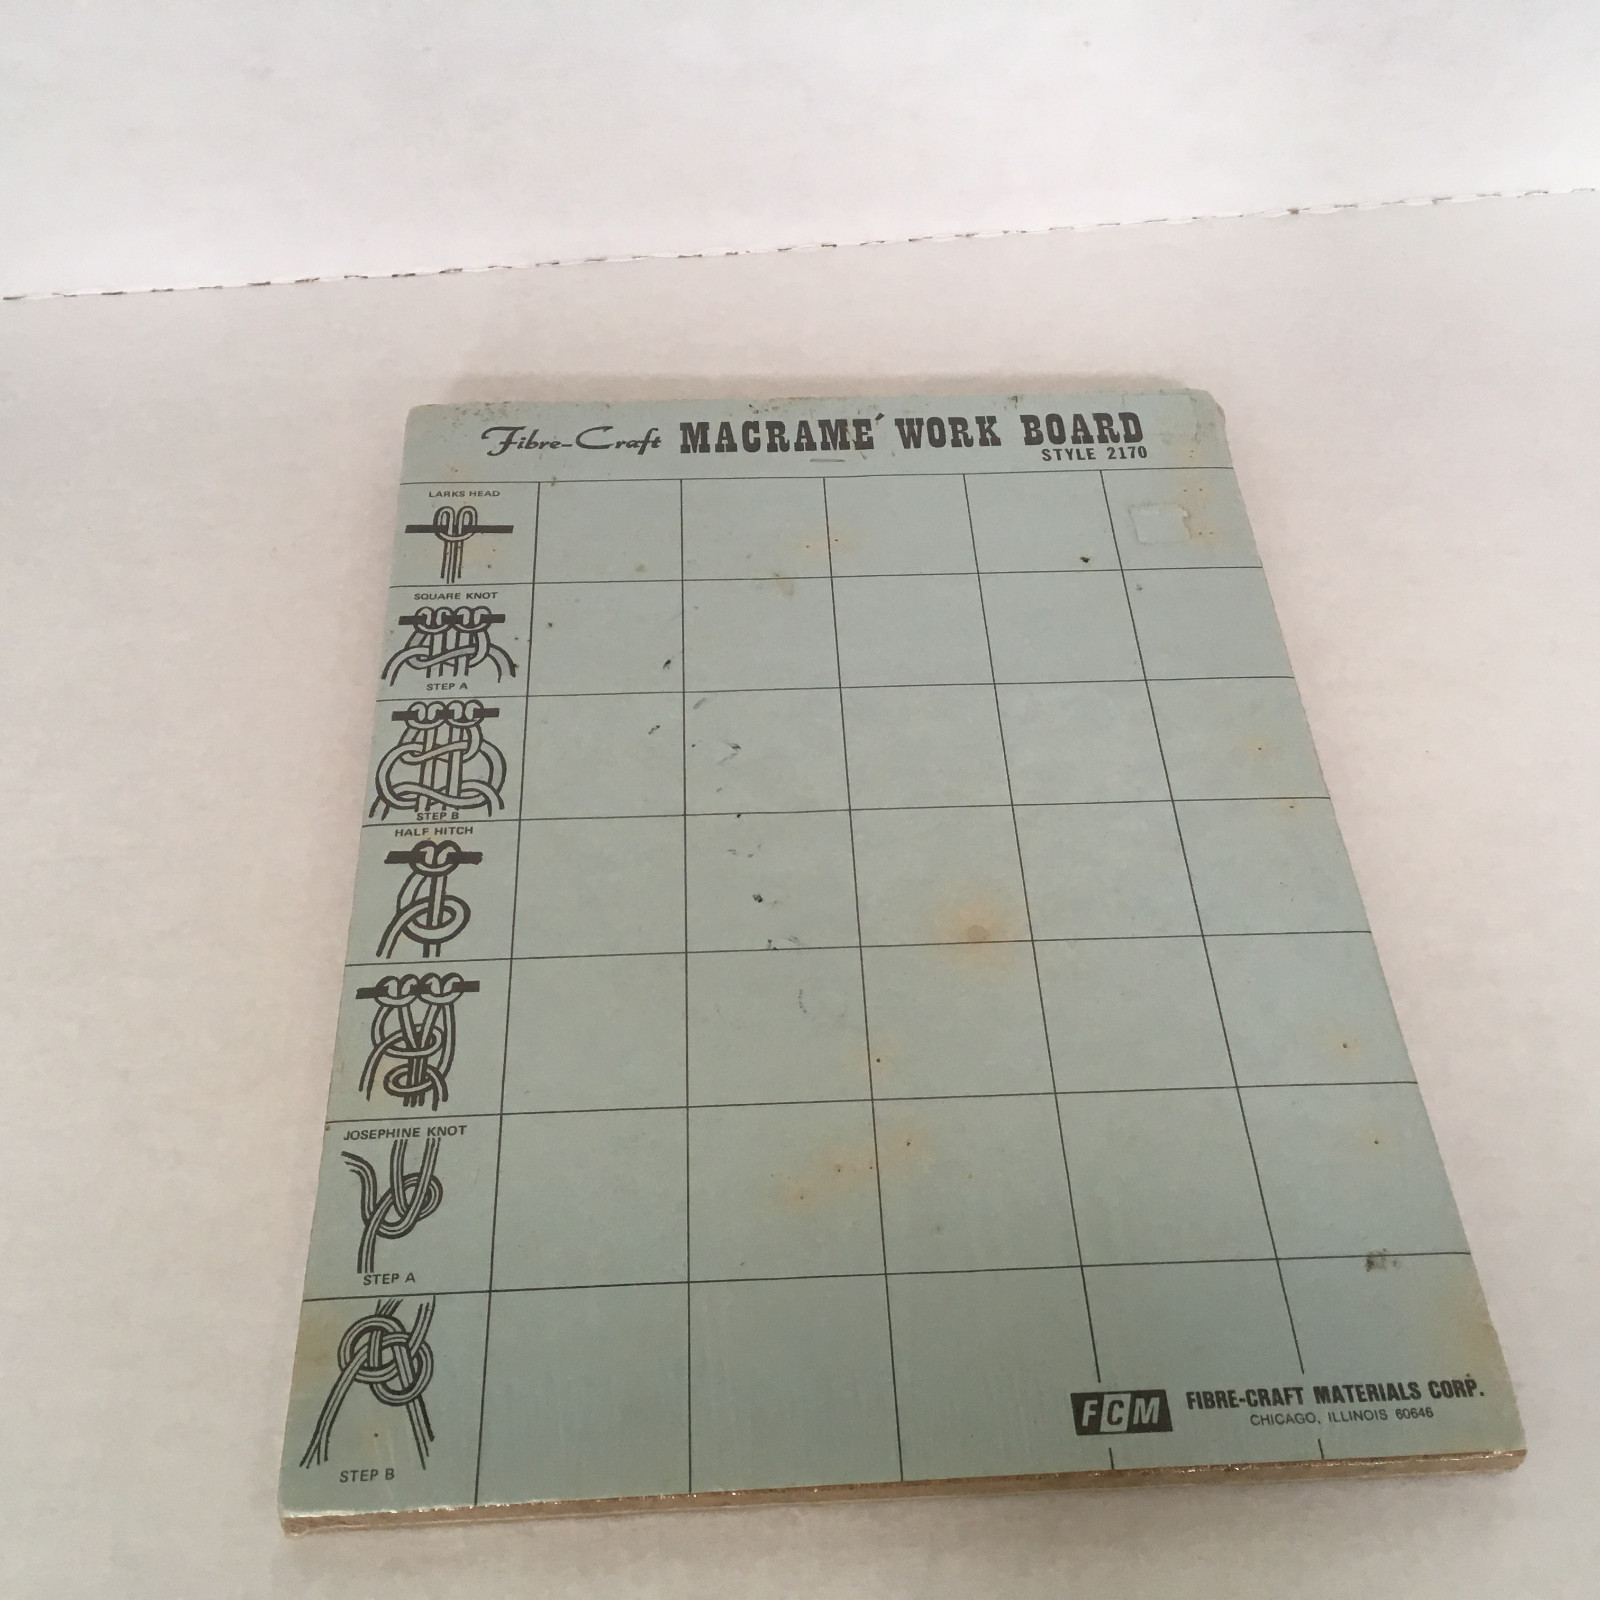 Fibre-Craft MACRAME´ WORK BOARD
STYLE 2170
LARKS HEAD
SQUARE KNOT
STEP A
STEP B
HALF HITCH
JOSEPHINE KNOT
STEP A
STEP B
FCM FIBRE-CRAFT MATERIALS CORP.
CHICAGO, ILLINOIS 60646